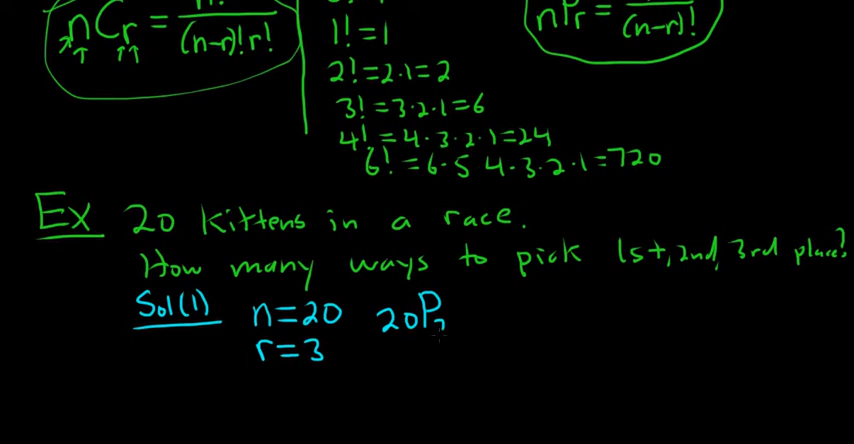 nCr = n! / (n-r)! r!
nPr = / (n-r)!
1! = 1
2! = 2·1 = 2
3! = 3·2·1 = 6
4! = 4·3·2·1 = 24
6! = 6·5 4·3·2·1 = 720
Ex 20 kittens in a race.
How many ways to pick 1st, 2nd, 3rd place?
Sol(1) n = 20 20P
r = 3